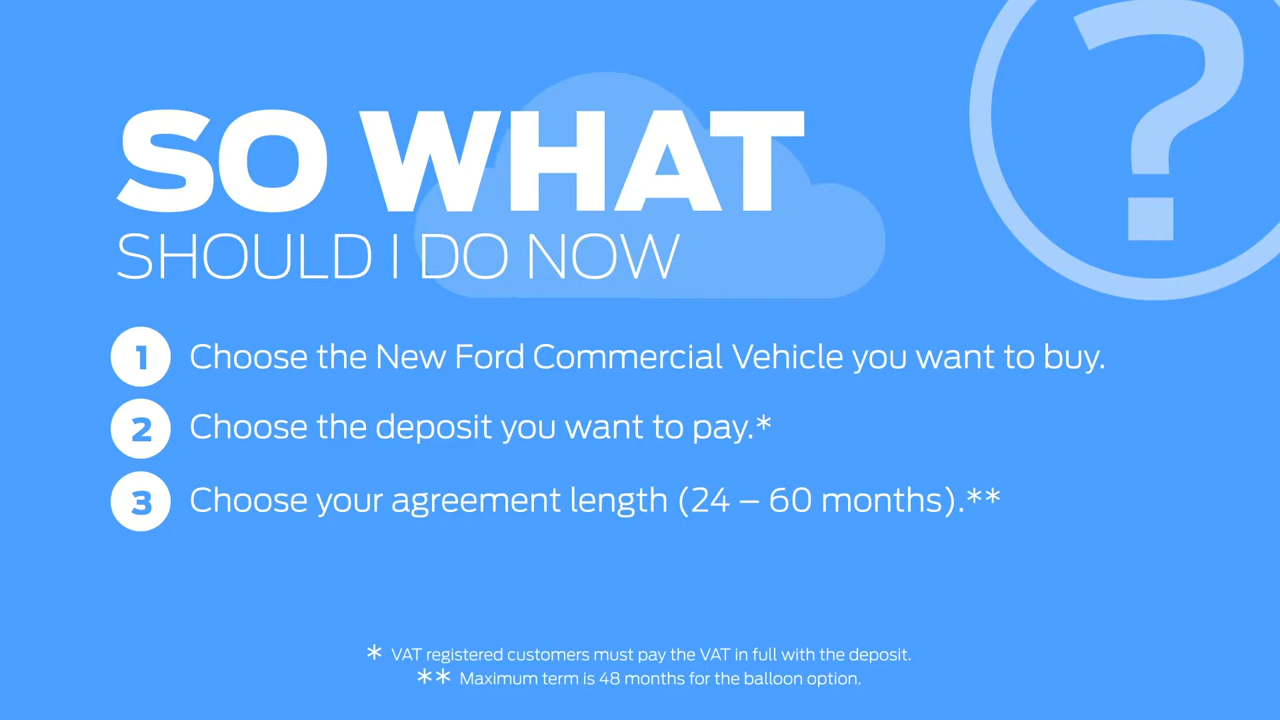 SO WHAT
SHOULD I DO NOW
?
1 Choose the New Ford Commercial Vehicle you want to buy.
2 Choose the deposit you want to pay.*
3 Choose your agreement length (24 – 60 months).**
* VAT registered customers must pay the VAT in full with the deposit.
** Maximum term is 48 months for the balloon option.